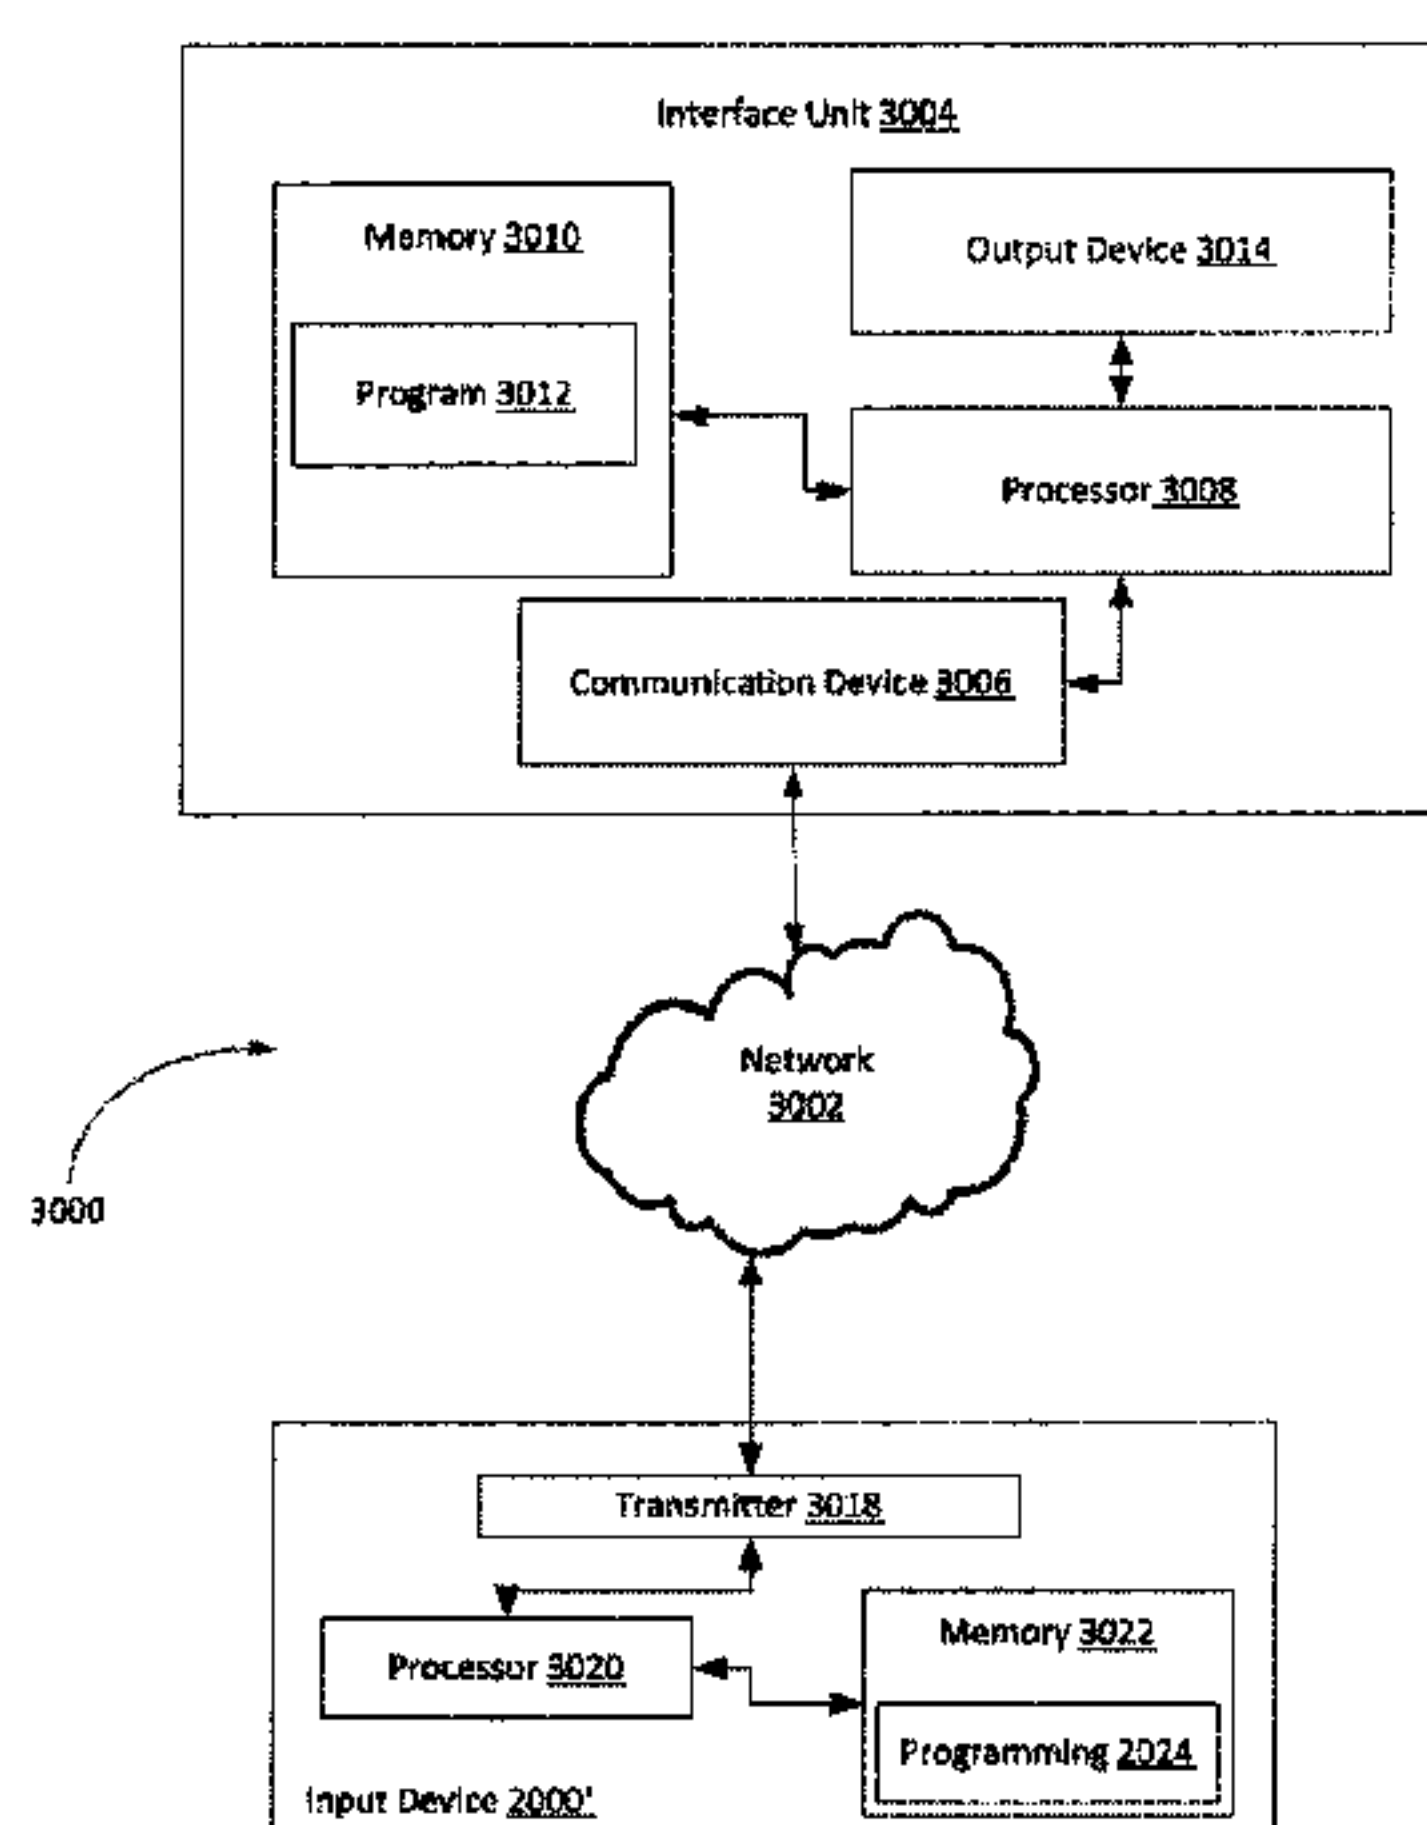 Interface Unit 3004
Memory 3010
Output Device 3014
Program 3012
Processor 3008
Communication Device 3006
Network
3002
3000
Transmitter 3018
Memory 3022
Processor 3020
Programming 2024
Input Device 2000'